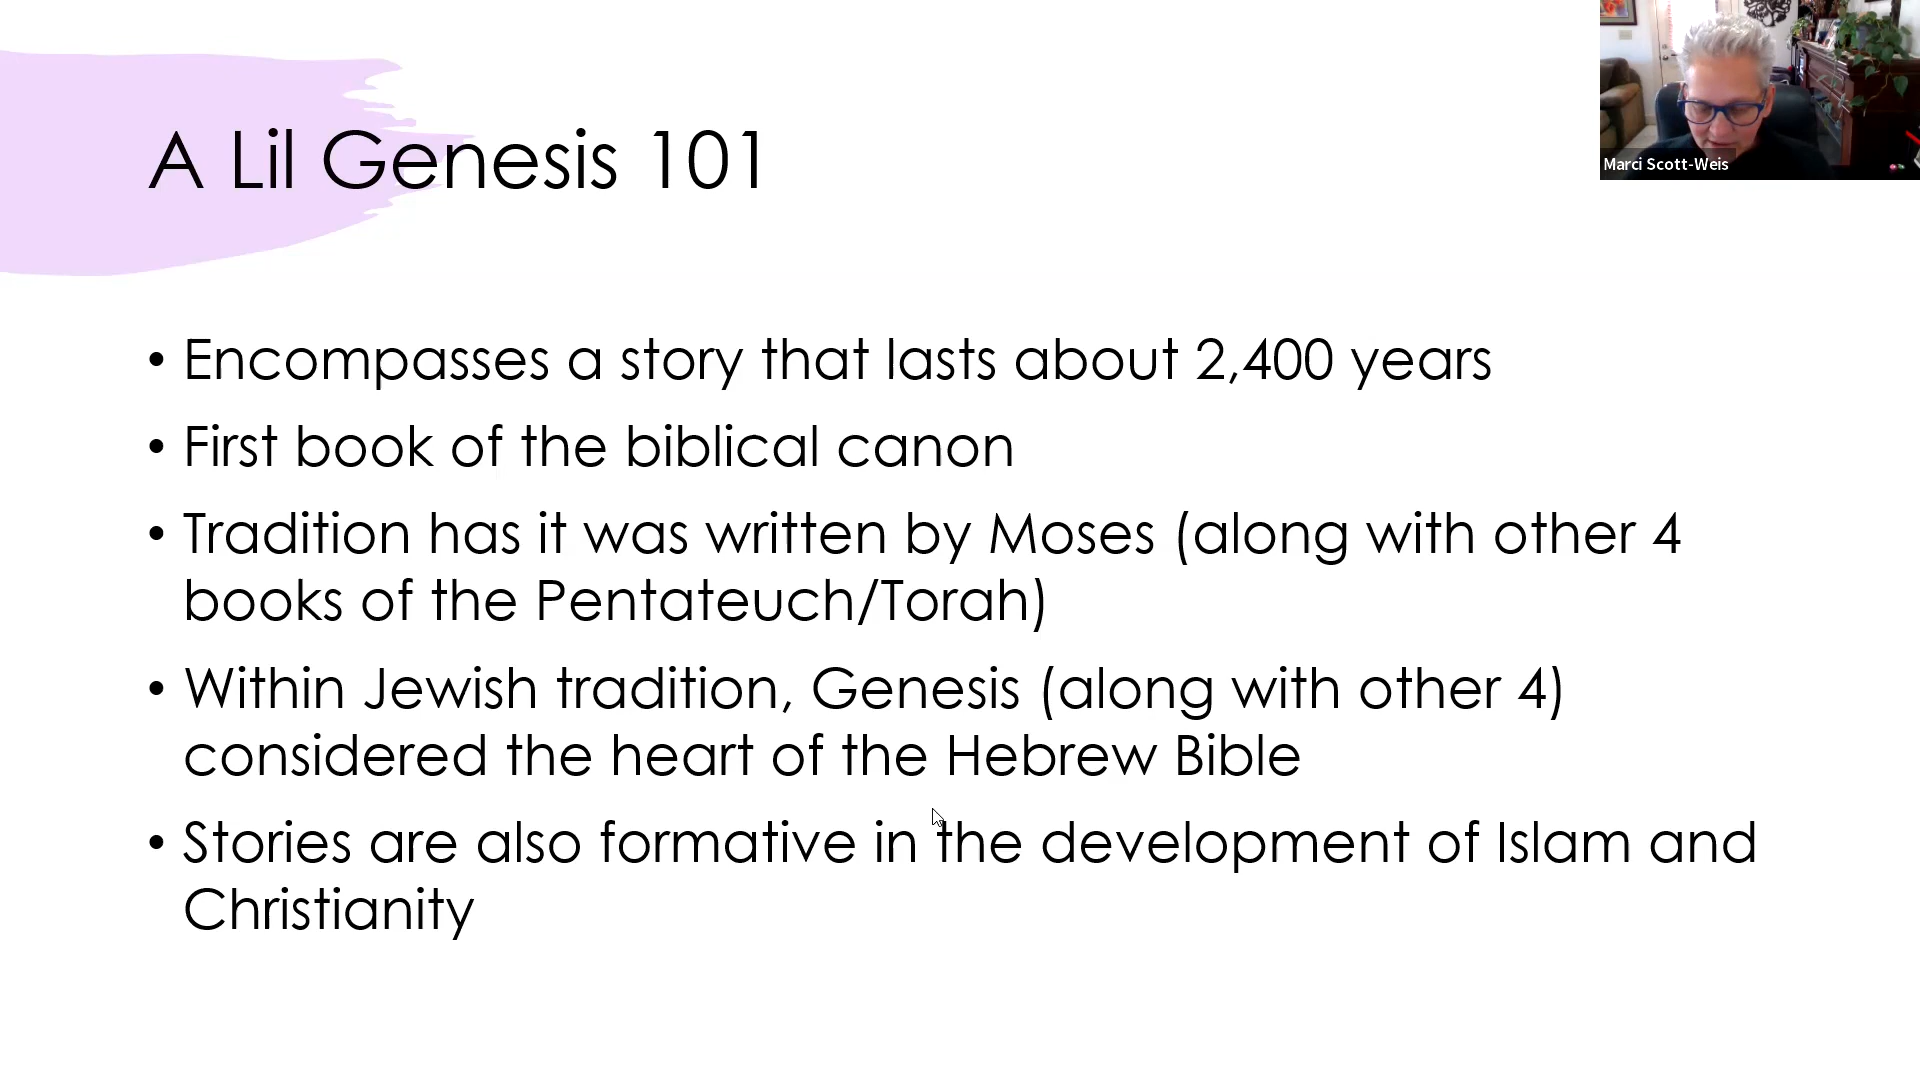 A Lil Genesis 101
Marci Scott-Weis
• Encompasses a story that lasts about 2,400 years
• First book of the biblical canon
• Tradition has it was written by Moses (along with other 4
books of the Pentateuch/Torah)
• Within Jewish tradition, Genesis (along with other 4)
considered the heart of the Hebrew Bible
• Stories are also formative in the development of Islam and
Christianity